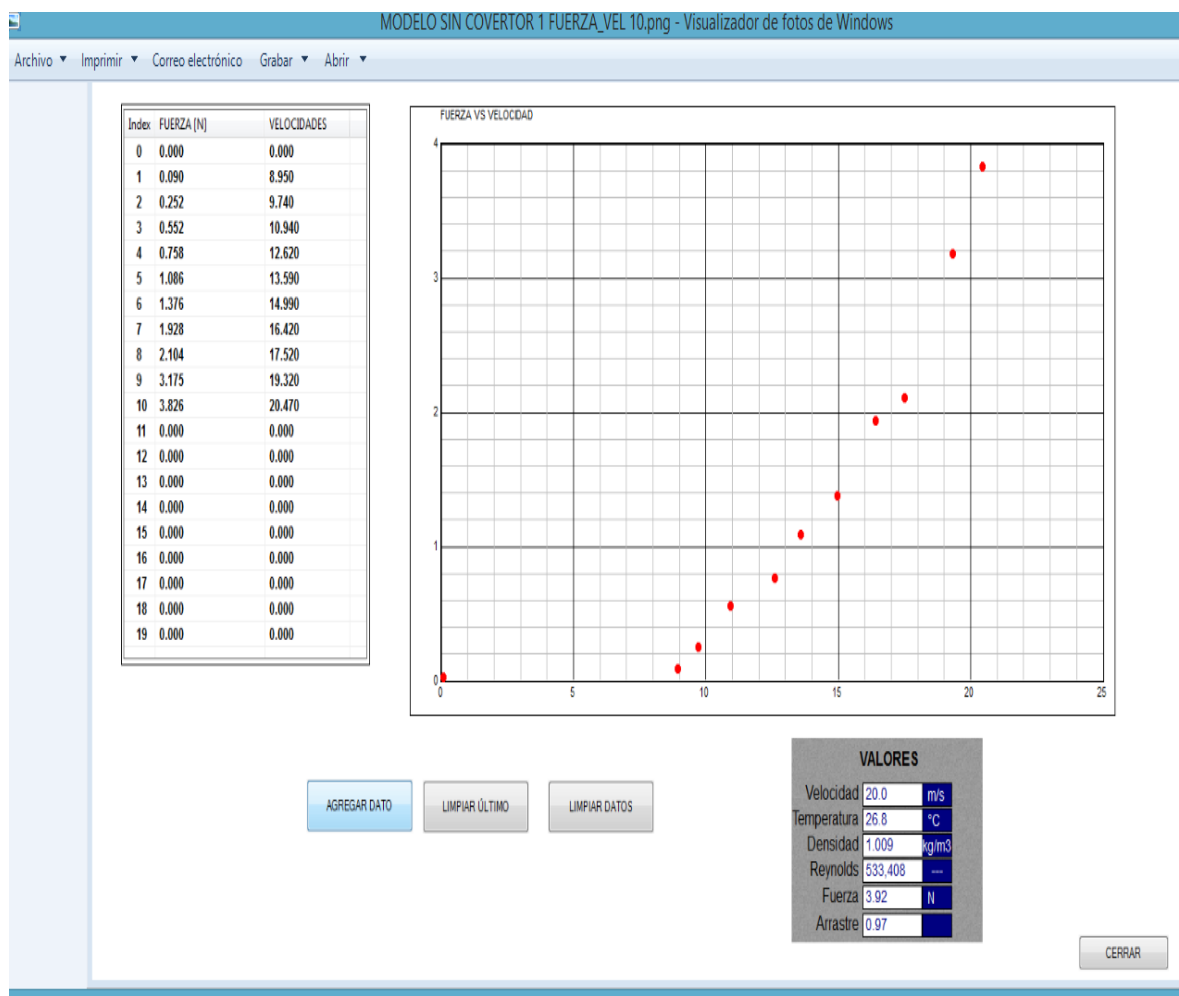 MODELO SIN COVERTOR 1 FUERZA_VEL 10.png - Visualizador de fotos de Windows
Archivo Imprimir Correo electrónico Grabar Abrir
Index FUERZA [N] VELOCIDADES
0 0.000 0.000
1 0.090 8.950
2 0.252 9.740
3 0.552 10.940
4 0.758 12.620
5 1.086 13.590
6 1.376 14.990
7 1.928 16.420
8 2.104 17.520
9 3.175 19.320
10 3.826 20.470
11 0.000 0.000
12 0.000 0.000
13 0.000 0.000
14 0.000 0.000
15 0.000 0.000
16 0.000 0.000
17 0.000 0.000
18 0.000 0.000
19 0.000 0.000
FUERZA VS VELOCIDAD
4
3
2
1
0
0 5 10 15 20 25
AGREGAR DATO
LIMPIAR ÚLTIMO
LIMPIAR DATOS
VALORES
Velocidad 20.0 m/s
Temperatura 26.8 °C
Densidad 1.009 kg/m3
Reynolds 533,408 ---
Fuerza 3.92 N
Arrastre 0.97
CERRAR